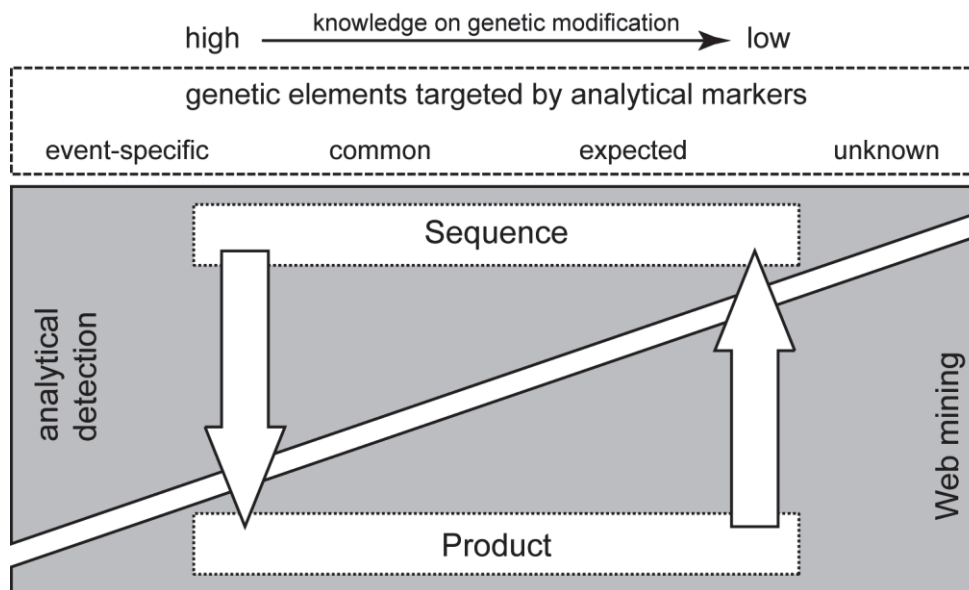 knowledge on genetic modification
high low
genetic elements targeted by analytical markers
event-specific common expected unknown
Sequence
analytical
detection
Web mining
Product